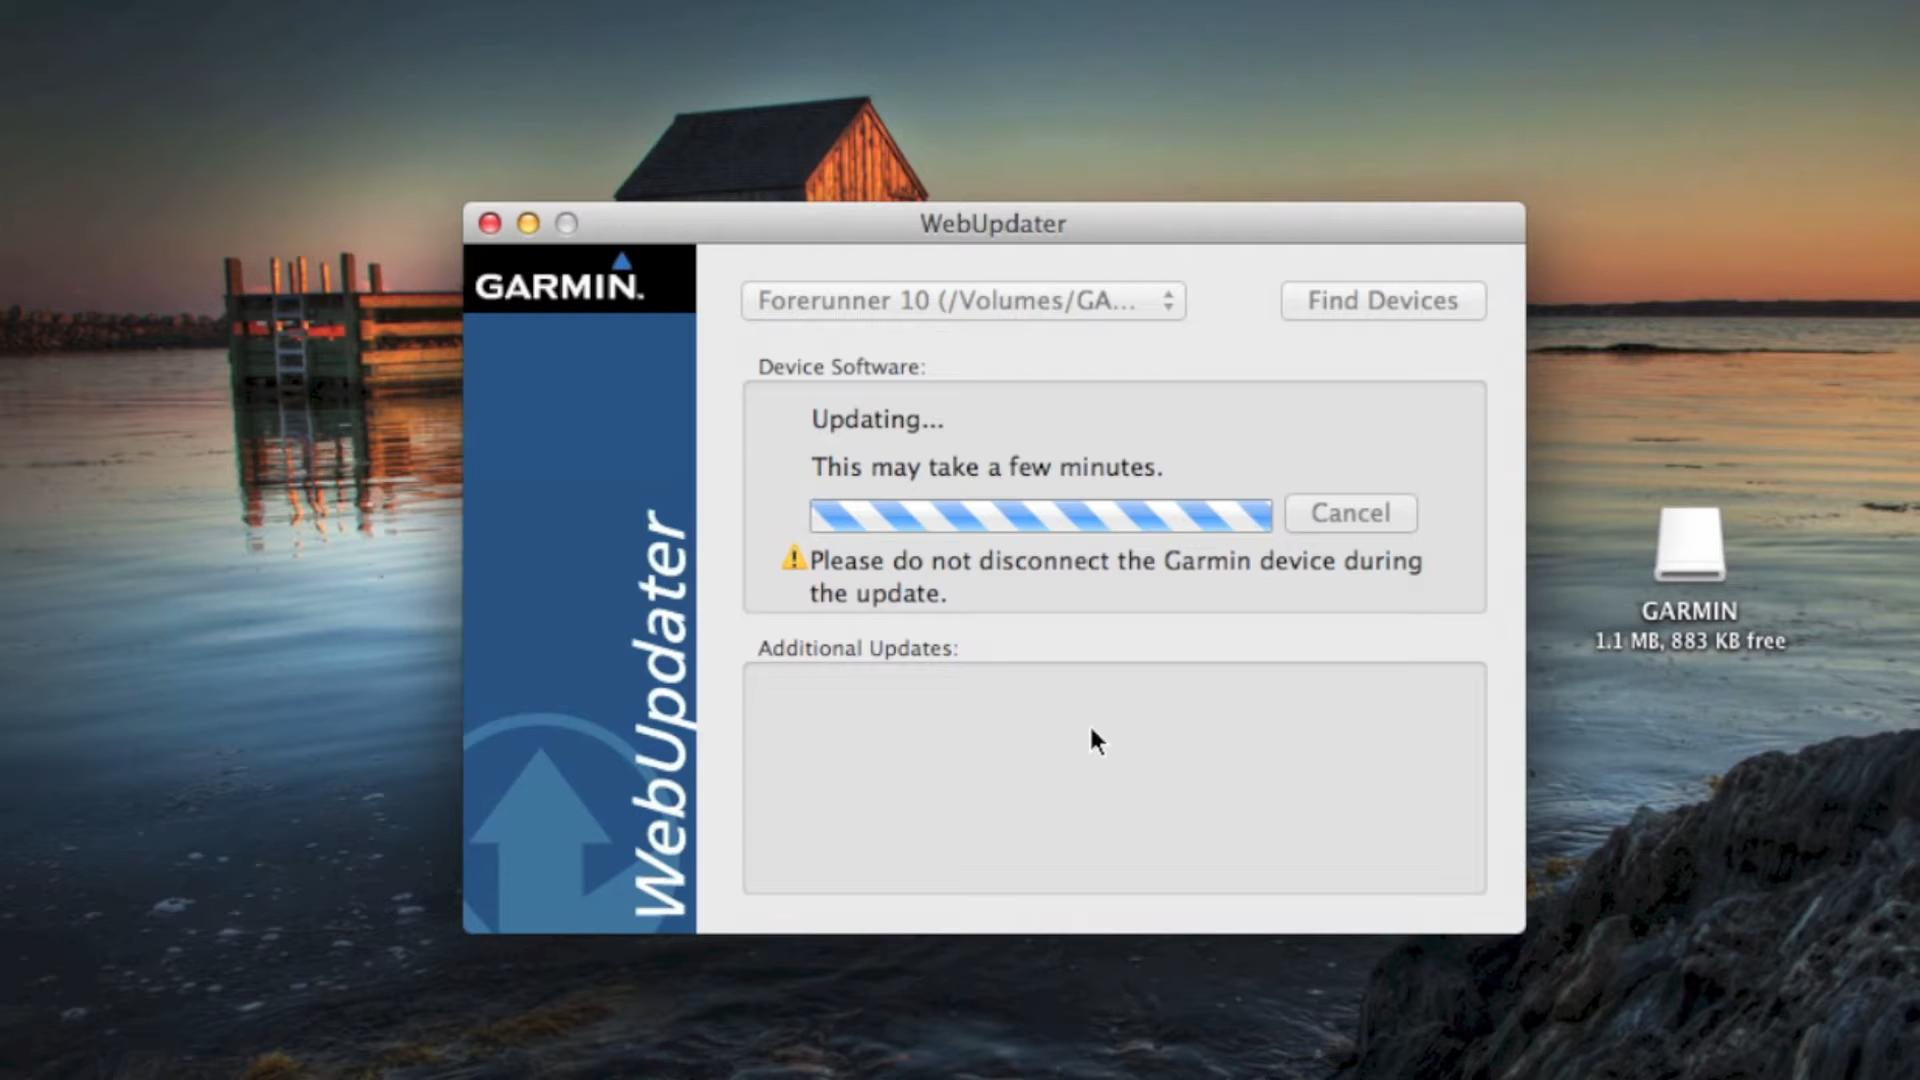 WebUpdater
GARMIN.
Forerunner 10 (/Volumes/GA...
Find Devices
Device Software:
Updating...
This may take a few minutes.
Cancel
Please do not disconnect the Garmin device during
the update.
Additional Updates:
WebUpdater
GARMIN
1.1 MB, 883 KB free